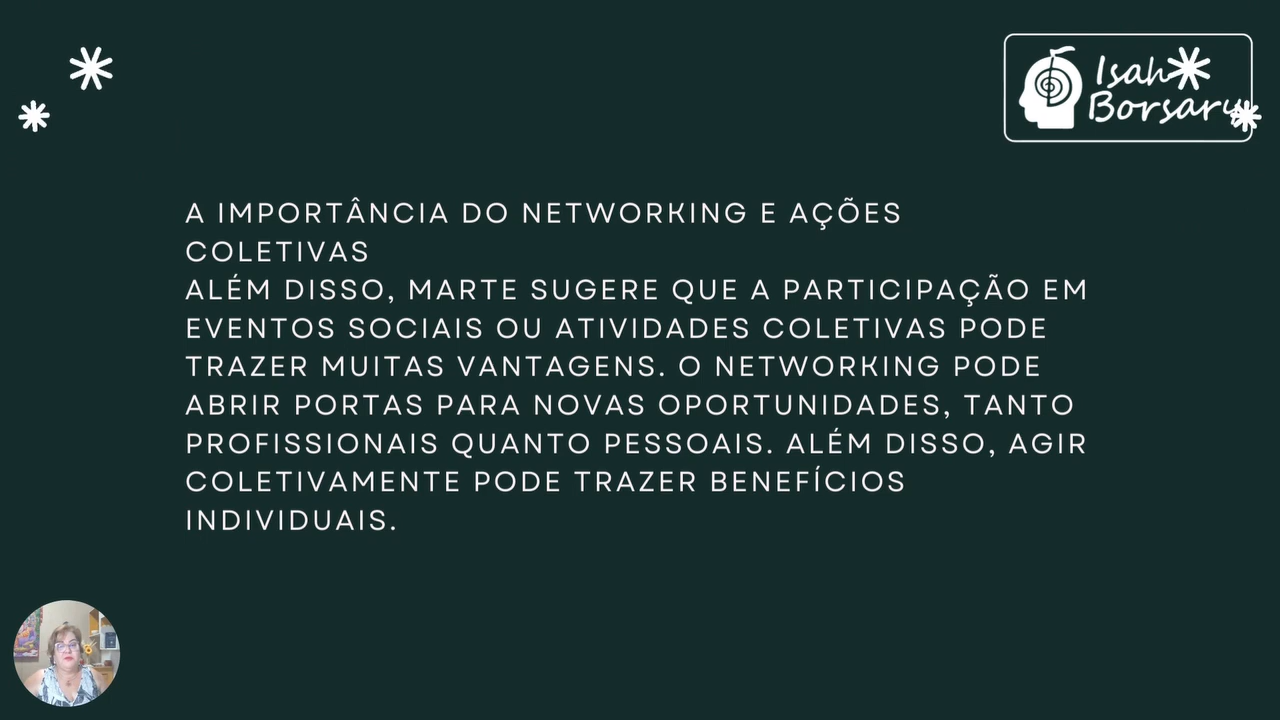 Isah
Borsaru
A IMPORTÂNCIA DO NETWORKING E AÇÕES
COLETIVAS
ALÉM DISSO, MARTE SUGERE QUE A PARTICIPAÇÃO EM
EVENTOS SOCIAIS OU ATIVIDADES COLETIVAS PODE
TRAZER MUITAS VANTAGENS. O NETWORKING PODE
ABRIR PORTAS PARA NOVAS OPORTUNIDADES, TANTO
PROFISSIONAIS QUANTO PESSOAIS. ALÉM DISSO, AGIR
COLETIVAMENTE PODE TRAZER BENEFÍCIOS
INDIVIDUAIS.